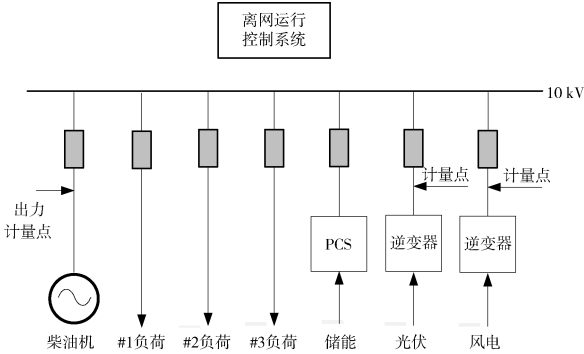 离网运行
控制系统
10 kV
计量点
计量点
出力
计量点
PCS
逆变器
逆变器
柴油机
#1负荷
#2负荷
#3负荷
储能
光伏
风电